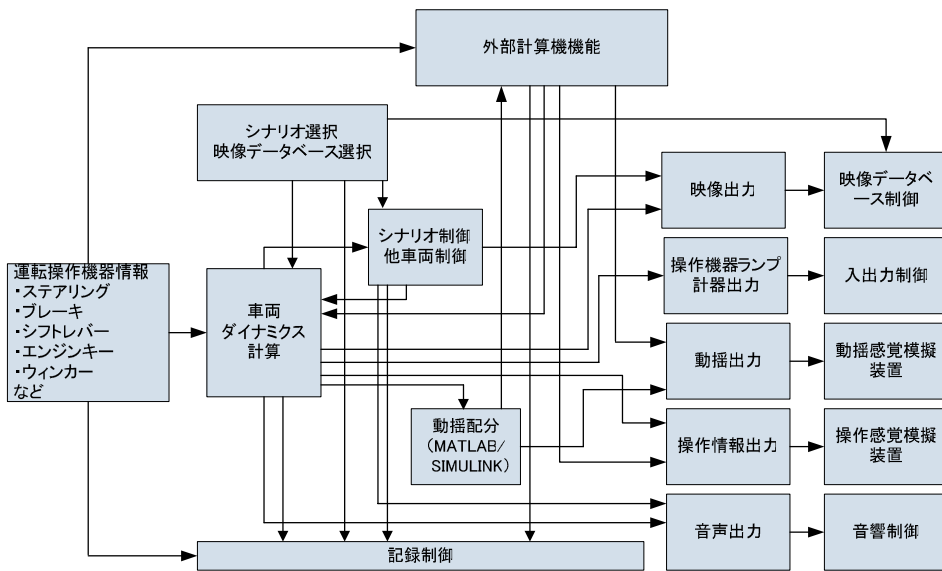 外部計算機機能
シナリオ選択
映像データベース選択
映像出力
映像データベ
ース制御
シナリオ制御
他車両制御
運転操作機器情報
・ステアリング
・ブレーキ
・シフトレバー
・エンジンキー
・ウィンカー
など
車両
ダイナミクス
計算
操作機器ランプ
計器出力
入出力制御
動揺出力
動揺感覚模擬
装置
動揺配分
(MATLAB/
SIMULINK)
操作情報出力
操作感覚模擬
装置
音声出力
音響制御
記録制御